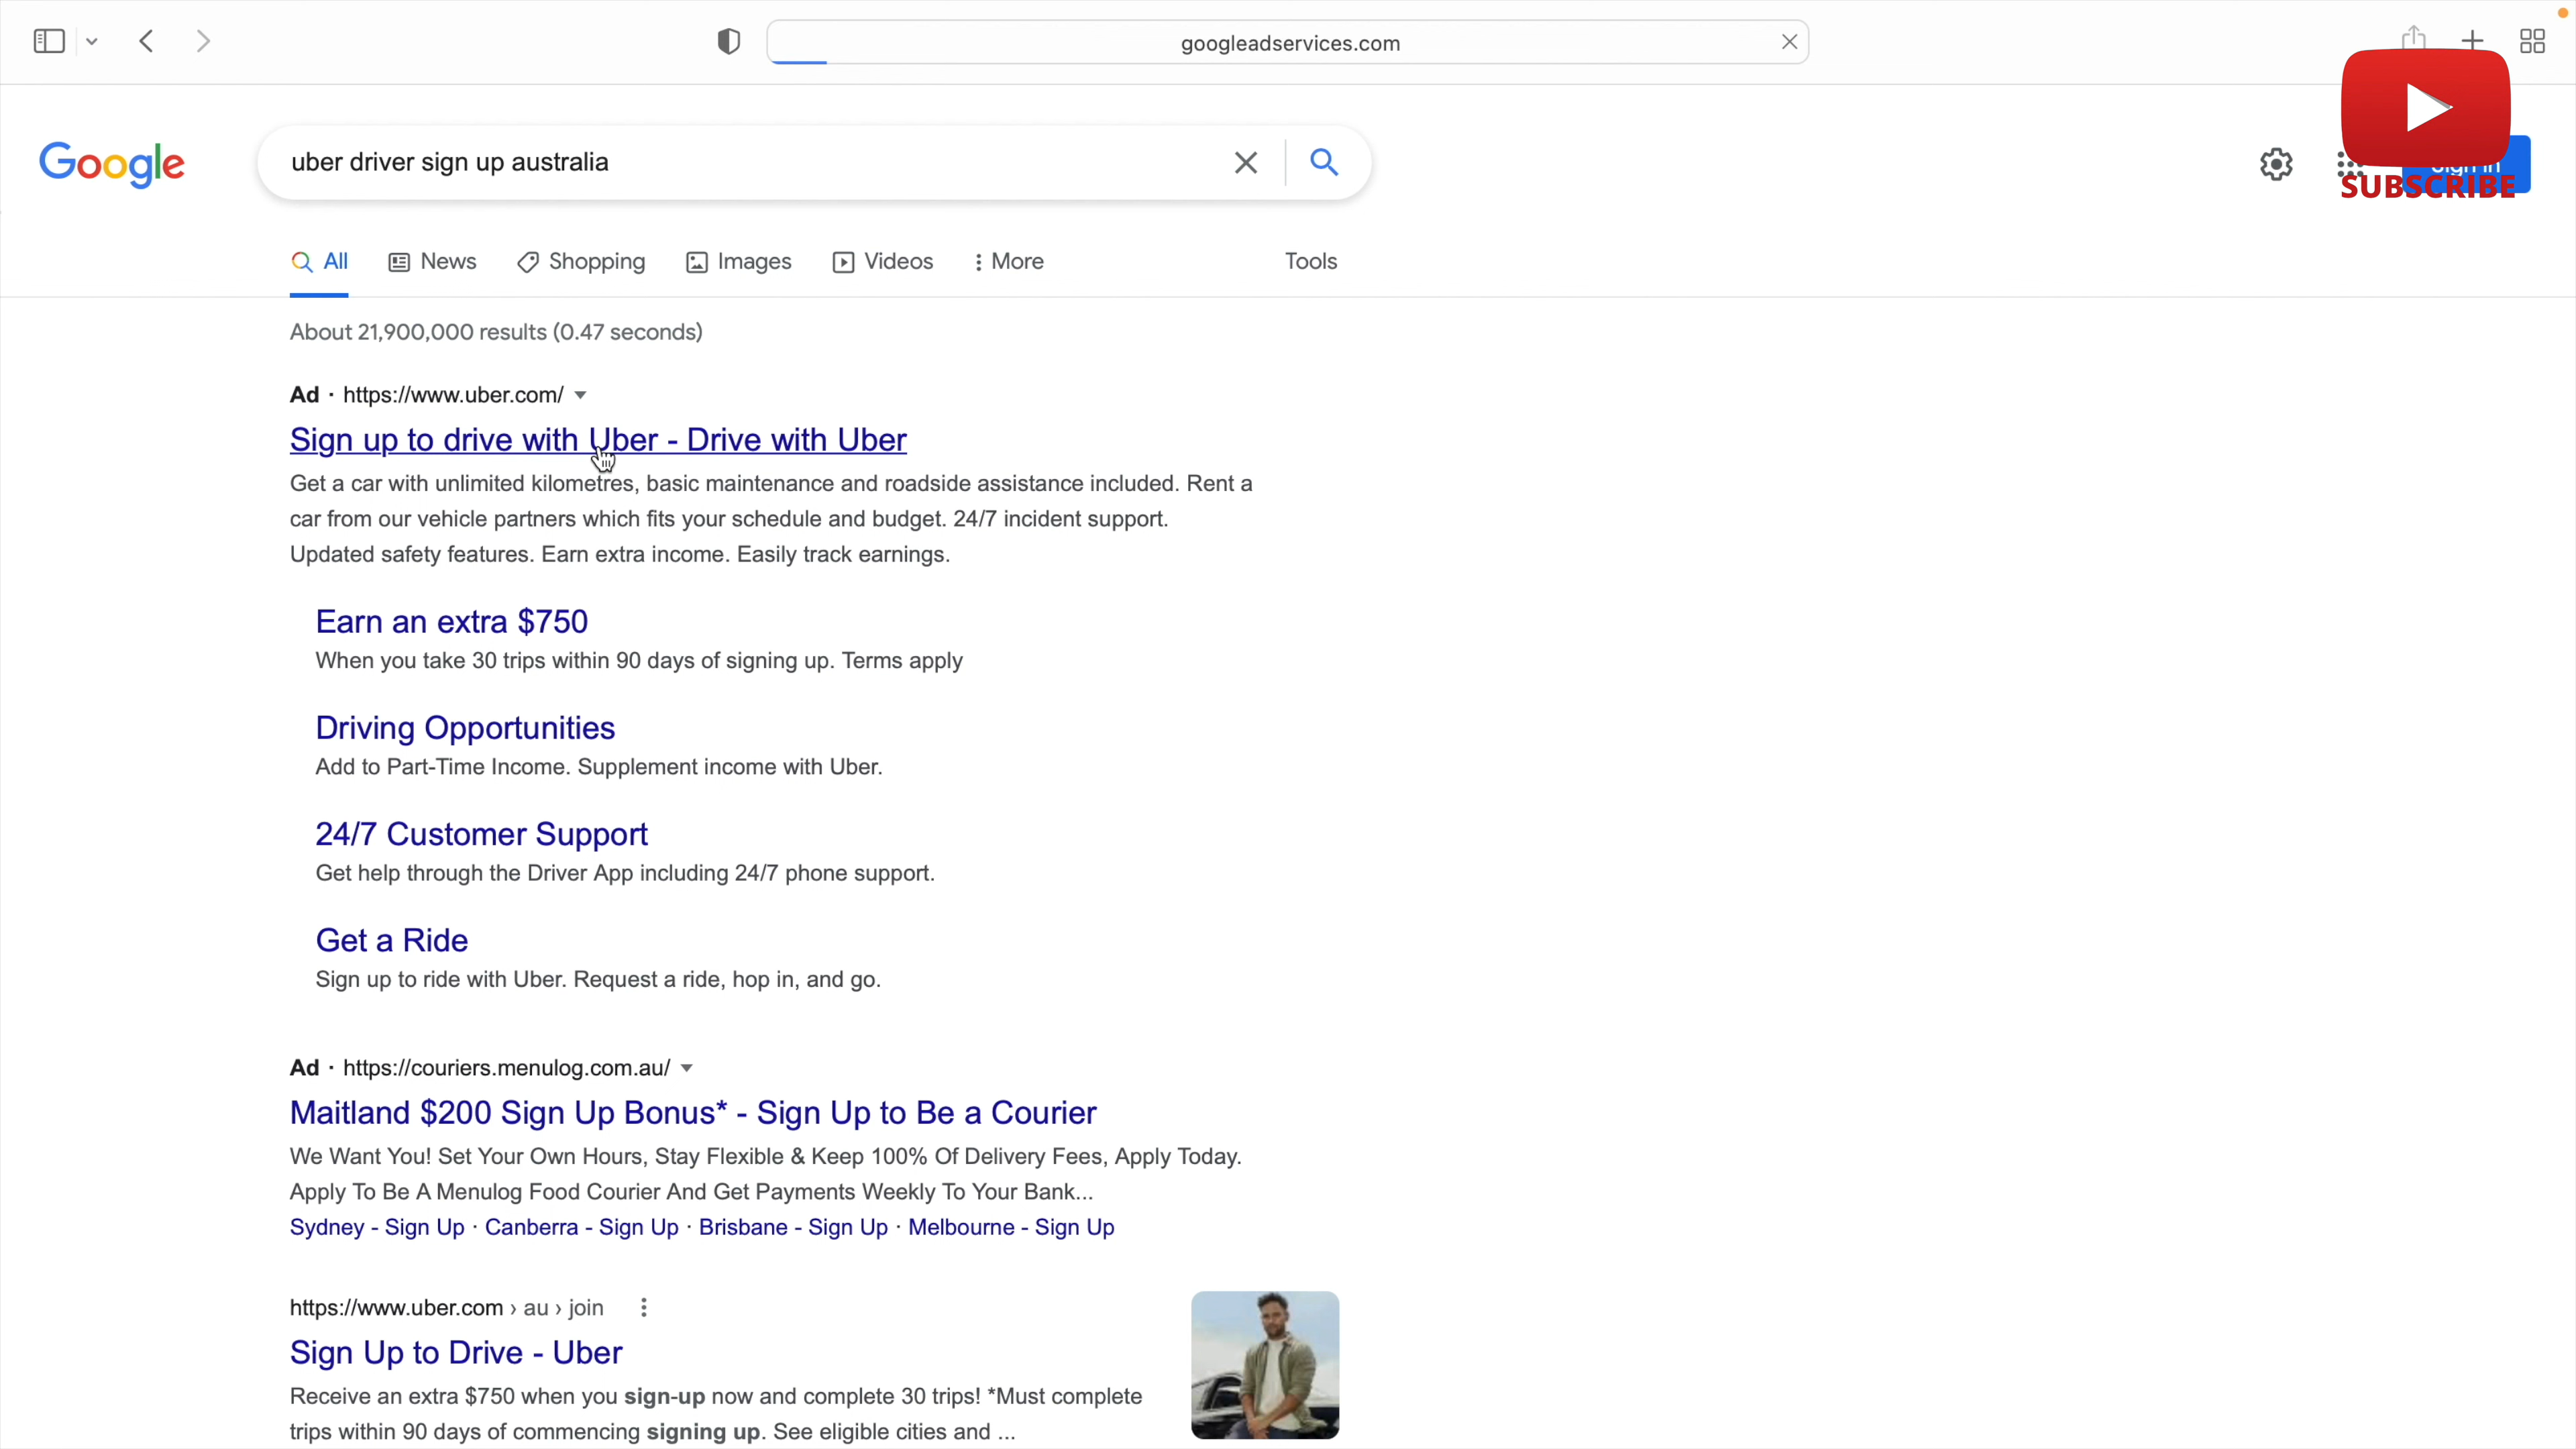 googleadservices.com
Google
uber driver sign up australia
Sign in
SUBSCRIBE
All
News
Shopping
Images
Videos
More
Tools
About 21,900,000 results (0.47 seconds)
Ad · https://www.uber.com/
Sign up to drive with Uber - Drive with Uber
Get a car with unlimited kilometres, basic maintenance and roadside assistance included. Rent a
car from our vehicle partners which fits your schedule and budget. 24/7 incident support.
Updated safety features. Earn extra income. Easily track earnings.
Earn an extra $750
When you take 30 trips within 90 days of signing up. Terms apply
Driving Opportunities
Add to Part-Time Income. Supplement income with Uber.
24/7 Customer Support
Get help through the Driver App including 24/7 phone support.
Get a Ride
Sign up to ride with Uber. Request a ride, hop in, and go.
Ad · https://couriers.menulog.com.au/
Maitland $200 Sign Up Bonus* - Sign Up to Be a Courier
We Want You! Set Your Own Hours, Stay Flexible & Keep 100% Of Delivery Fees, Apply Today.
Apply To Be A Menulog Food Courier And Get Payments Weekly To Your Bank...
Sydney - Sign Up · Canberra - Sign Up · Brisbane - Sign Up · Melbourne - Sign Up
https://www.uber.com › au › join
Sign Up to Drive - Uber
Receive an extra $750 when you sign-up now and complete 30 trips! *Must complete
trips within 90 days of commencing signing up. See eligible cities and ...